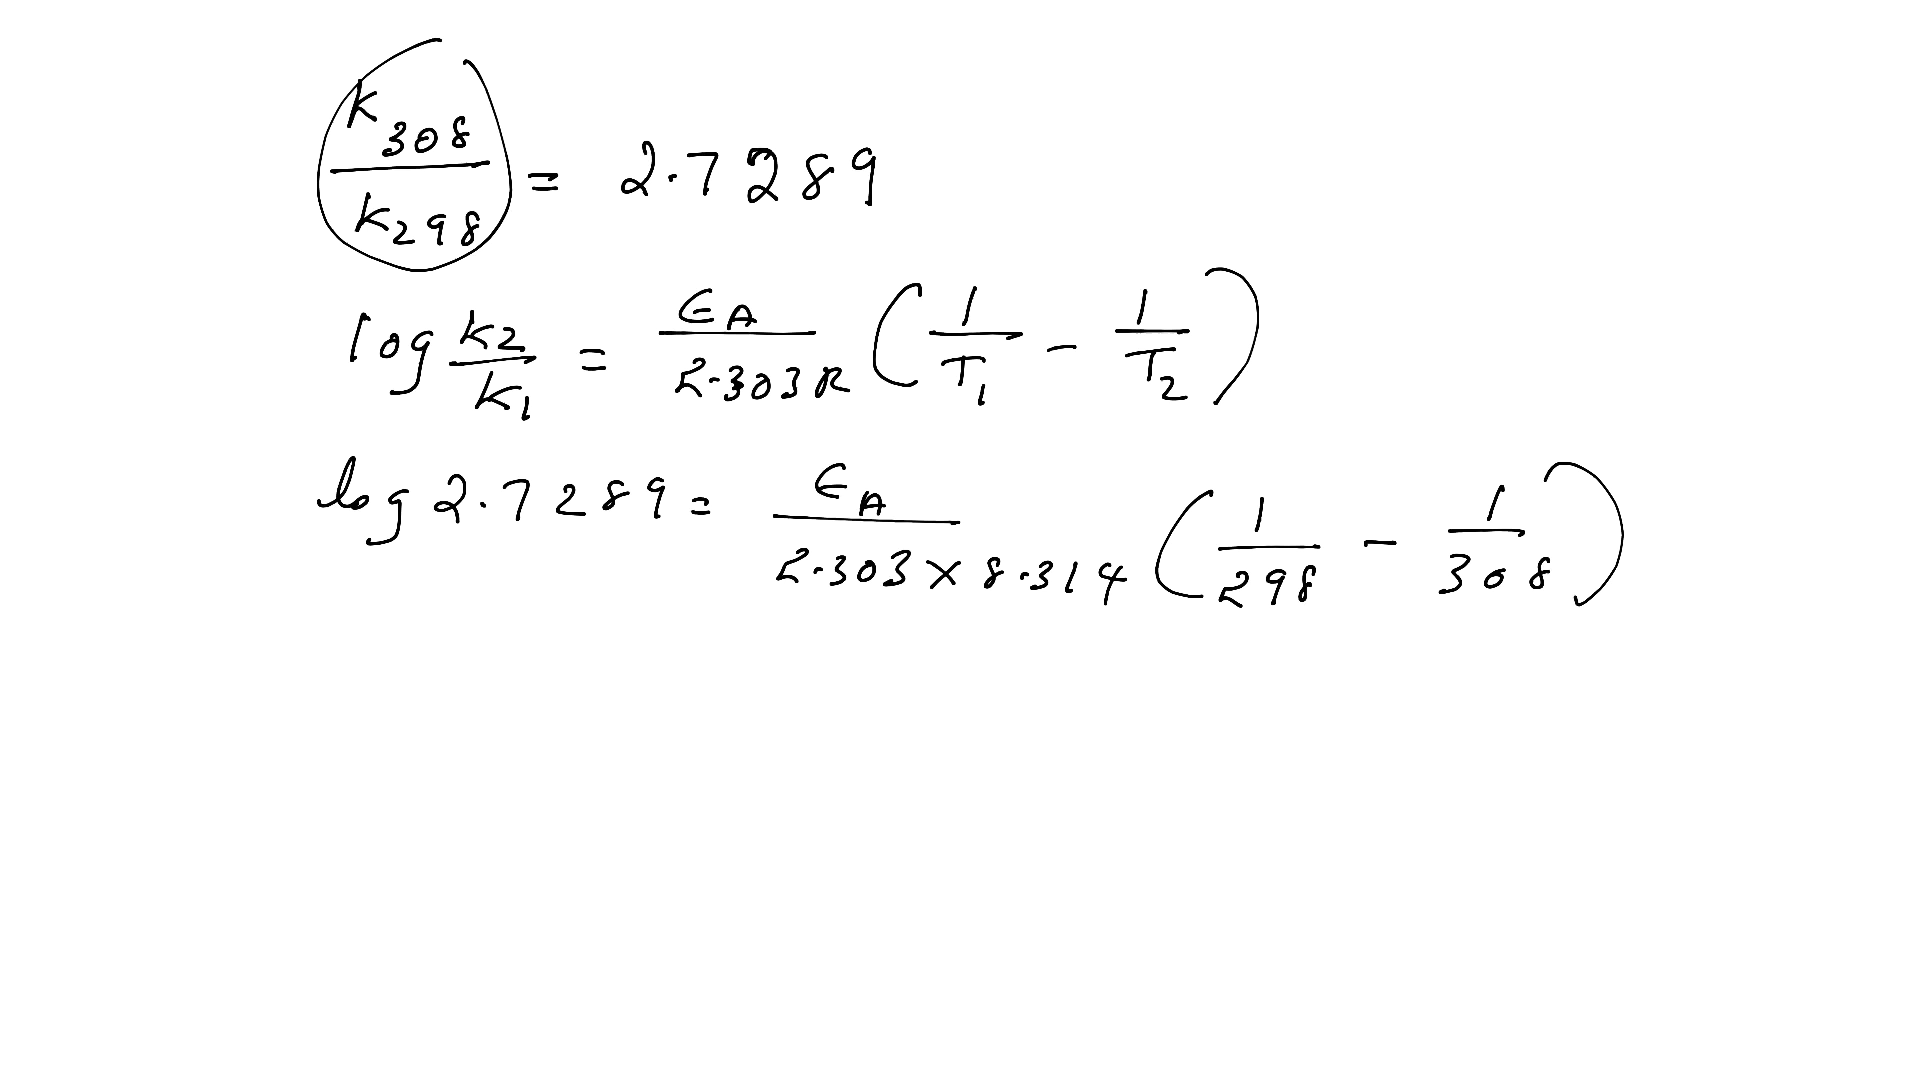 K308/K298 = 2.7289
log K2/K1 = EA/2.303R (1/T1 - 1/T2)
log 2.7289 = EA/2.303 × 8.314 (1/298 - 1/308)